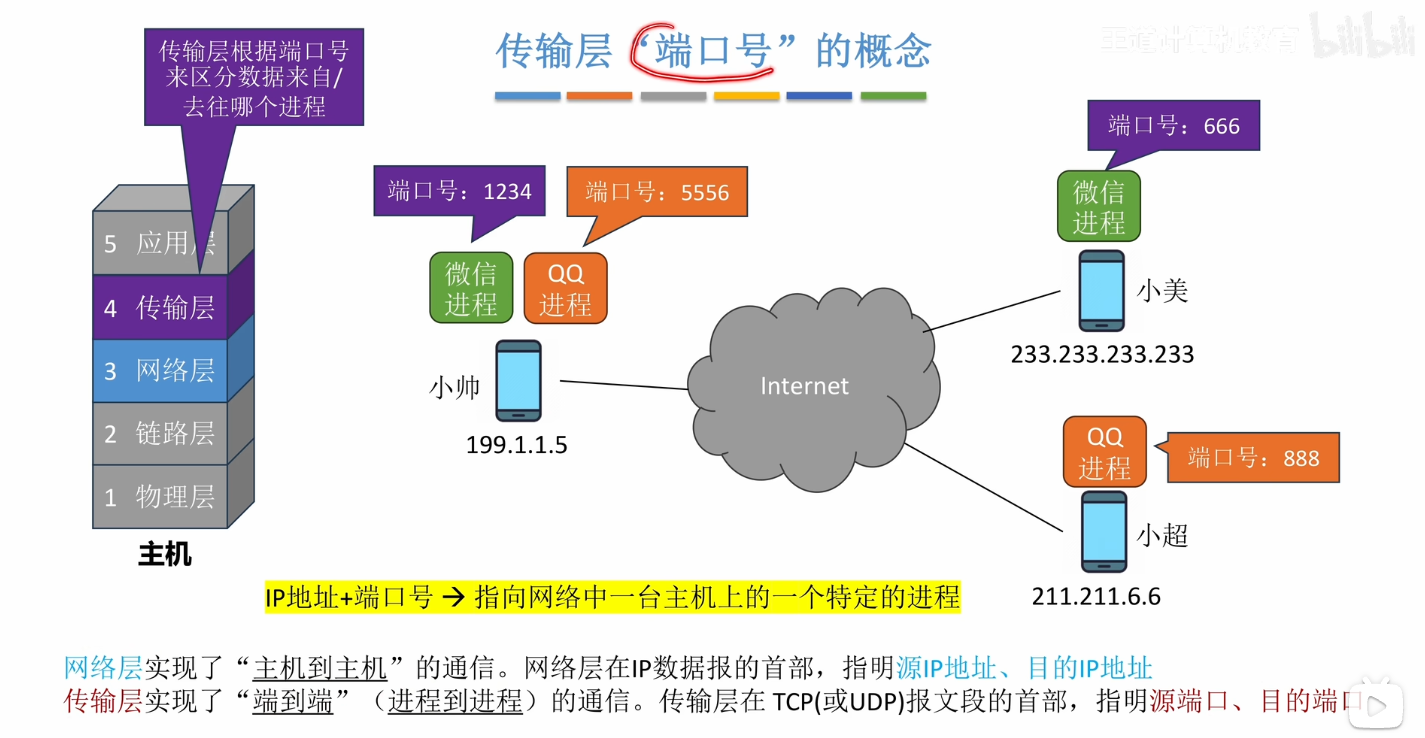 传输层“端口号”的概念
王道计算机教育
bilibili
传输层根据端口号
来区分数据来自/
去往哪个进程
5 应用层
4 传输层
3 网络层
2 链路层
1 物理层
主机
端口号：1234
端口号：5556
微信
进程
QQ
进程
小帅
199.1.1.5
Internet
端口号：666
微信
进程
小美
233.233.233.233
QQ
进程
端口号：888
小超
211.211.6.6
IP地址+端口号 → 指向网络中一台主机上的一个特定的进程
网络层实现了“主机到主机”的通信。网络层在IP数据报的首部，指明源IP地址、目的IP地址
传输层实现了“端到端”（进程到进程）的通信。传输层在 TCP(或UDP)报文段的首部，指明源端口、目的端口